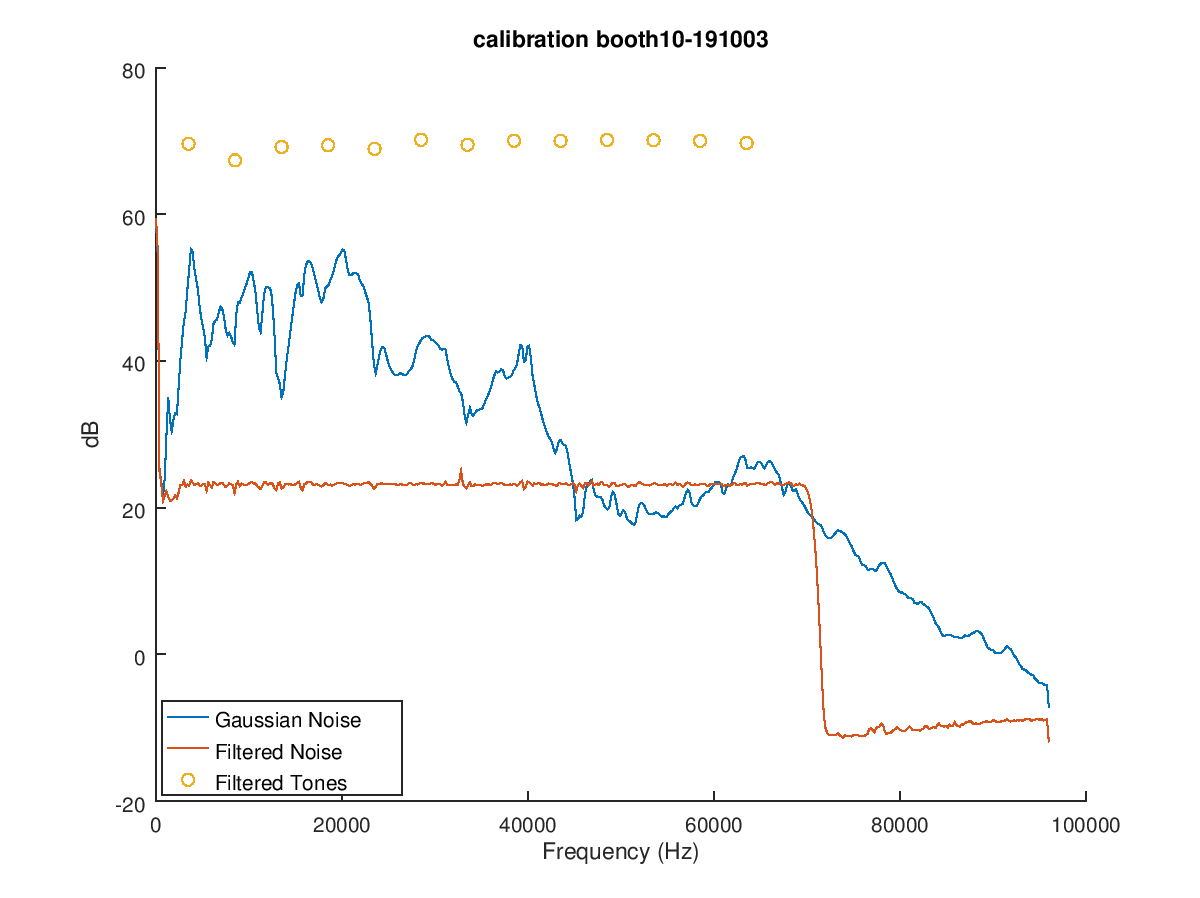 calibration booth10-191003
80
60
40
20
0
-20
dB
Gaussian Noise
Filtered Noise
Filtered Tones
0 20000 40000 60000 80000 100000
Frequency (Hz)